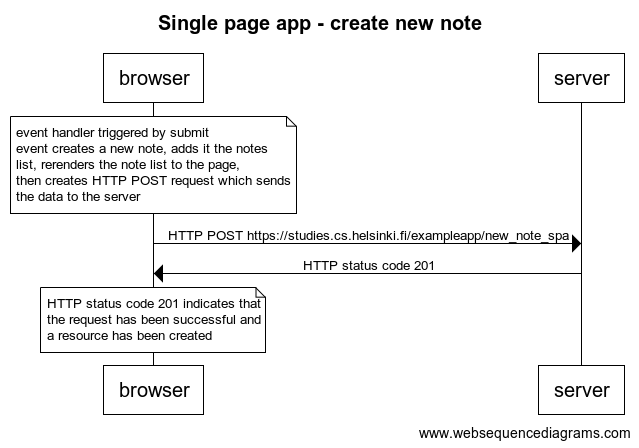 Single page app - create new note
browser
server
event handler triggered by submit
event creates a new note, adds it the notes
list, rerenders the note list to the page,
then creates HTTP POST request which sends
the data to the server
HTTP POST https://studies.cs.helsinki.fi/exampleapp/new_note_spa
HTTP status code 201
HTTP status code 201 indicates that
the request has been successful and
a resource has been created
browser
server
www.websequencediagrams.com